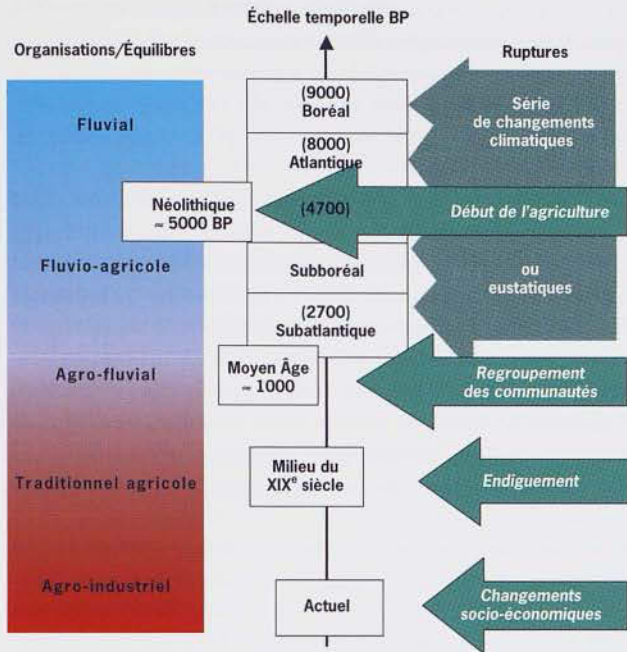 Échelle temporelle BP
Organisations/Équilibres
Ruptures
(9000)
Boréal
Série
de changements
climatiques
Fluvial
(8000)
Atlantique
Néolithique
≈ 5000 BP
(4700)
Début de l'agriculture
Fluvio-agricole
Subboréal
ou
eustatiques
(2700)
Subatlantique
Agro-fluvial
Moyen Âge
≈ 1000
Regroupement
des communautés
Traditionnel agricole
Milieu du
XIXe siècle
Endiguement
Agro-industriel
Actuel
Changements
socio-économiques